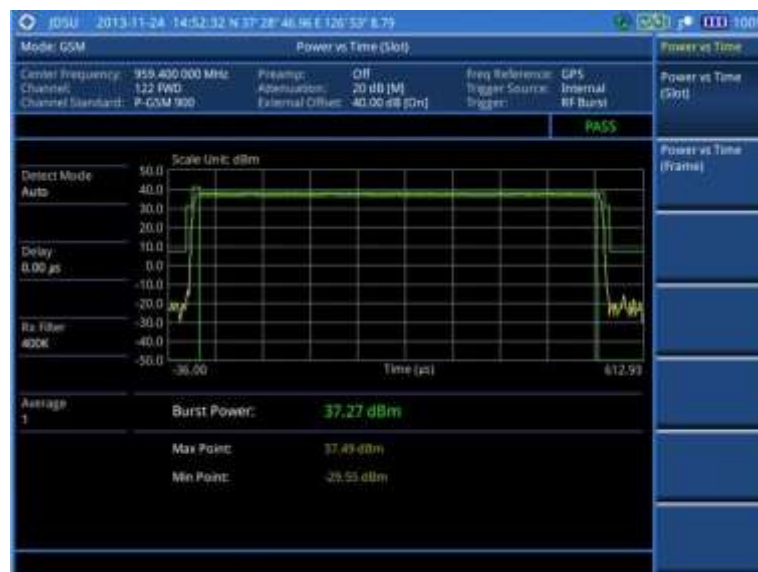 JDSU 2013-11-24 14:52:32 N 37° 28' 46.96 E 126° 53' 8.79 100%
Mode: GSM Power vs Time (Slot) Power vs Time
Center Frequency: 959.400 000 MHz Preamp: Off Freq Reference: GPS
Channel: 122 FWD Attenuation: 20 dB [M] Trigger Source: Internal
Channel Standard: P-GSM 900 External Offset: 40.00 dB [On] Trigger: RF Burst
Power vs Time
(Slot)
PASS
Power vs Time
(Frame)
Scale Unit: dBm
Detect Mode
Auto
Delay
0.00 µs
Rx Filter
400K
Average
1
50.0
40.0
30.0
20.0
10.0
0.0
-10.0
-20.0
-30.0
-40.0
-50.0
-36.00 Time (µs) 612.93
Burst Power: 37.27 dBm
Max Point: 37.49 dBm
Min Point: -29.55 dBm